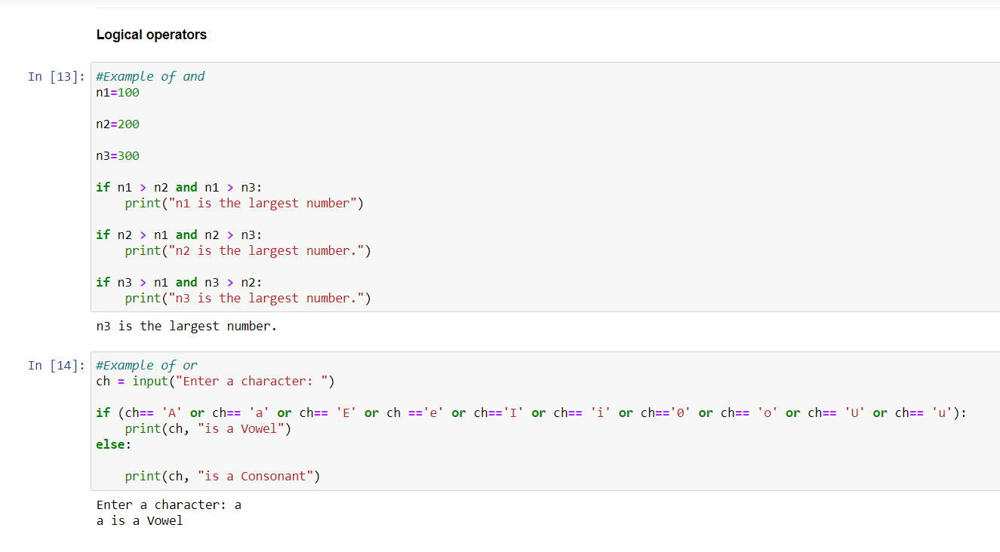 Logical operators
In [13]: #Example of and
n1=100
n2=200
n3=300
if n1 > n2 and n1 > n3:
    print("n1 is the largest number")
if n2 > n1 and n2 > n3:
    print("n2 is the largest number.")
if n3 > n1 and n3 > n2:
    print("n3 is the largest number.")
n3 is the largest number.
In [14]: #Example of or
ch = input("Enter a character: ")
if (ch== 'A' or ch== 'a' or ch== 'E' or ch =='e' or ch=='I' or ch== 'i' or ch=='0' or ch== 'o' or ch== 'U' or ch== 'u'):
    print(ch, "is a Vowel")
else:
    print(ch, "is a Consonant")
Enter a character: a
a is a Vowel